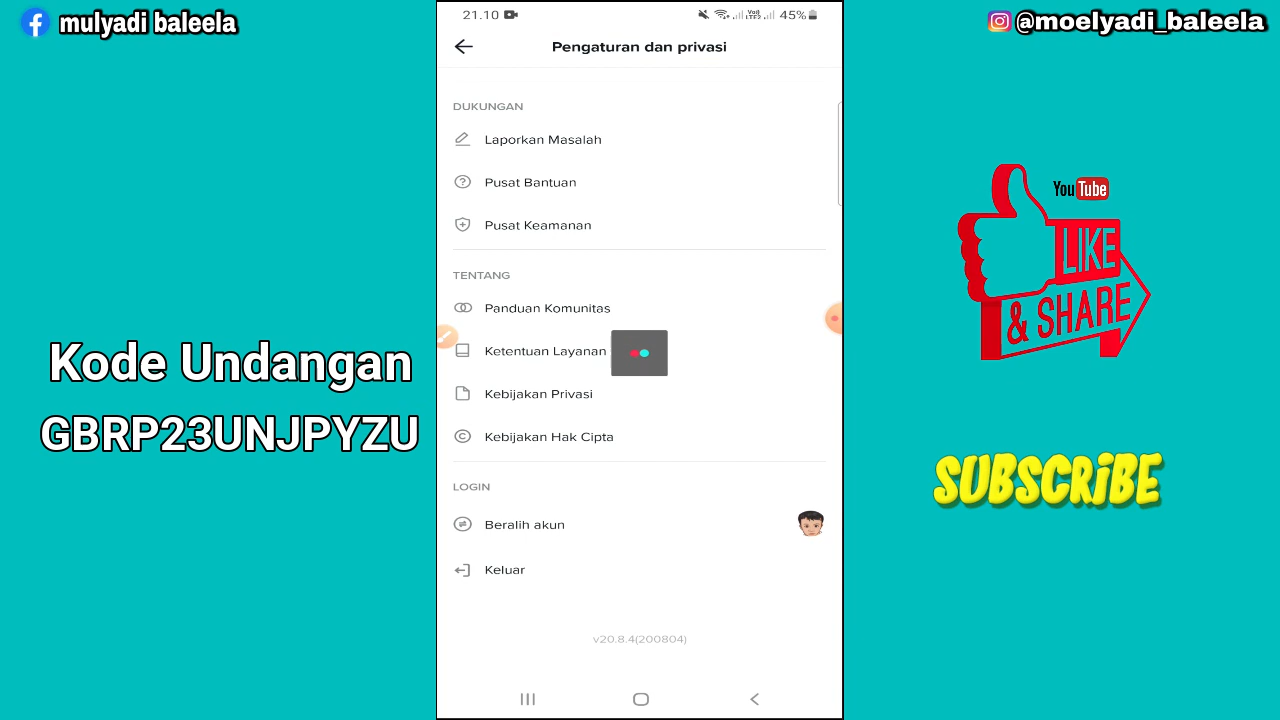 mulyadi baleela
@moelyadi_baleela
21.10
VoLTE2
45%
Pengaturan dan privasi
DUKUNGAN
Laporkan Masalah
Pusat Bantuan
Pusat Keamanan
TENTANG
Panduan Komunitas
Ketentuan Layanan
Kebijakan Privasi
Kebijakan Hak Cipta
LOGIN
Beralih akun
Keluar
v20.8.4(200804)
Kode Undangan
GBRP23UNJPYZU
YouTube
LIKE
& SHARE
SUBSCRiBE